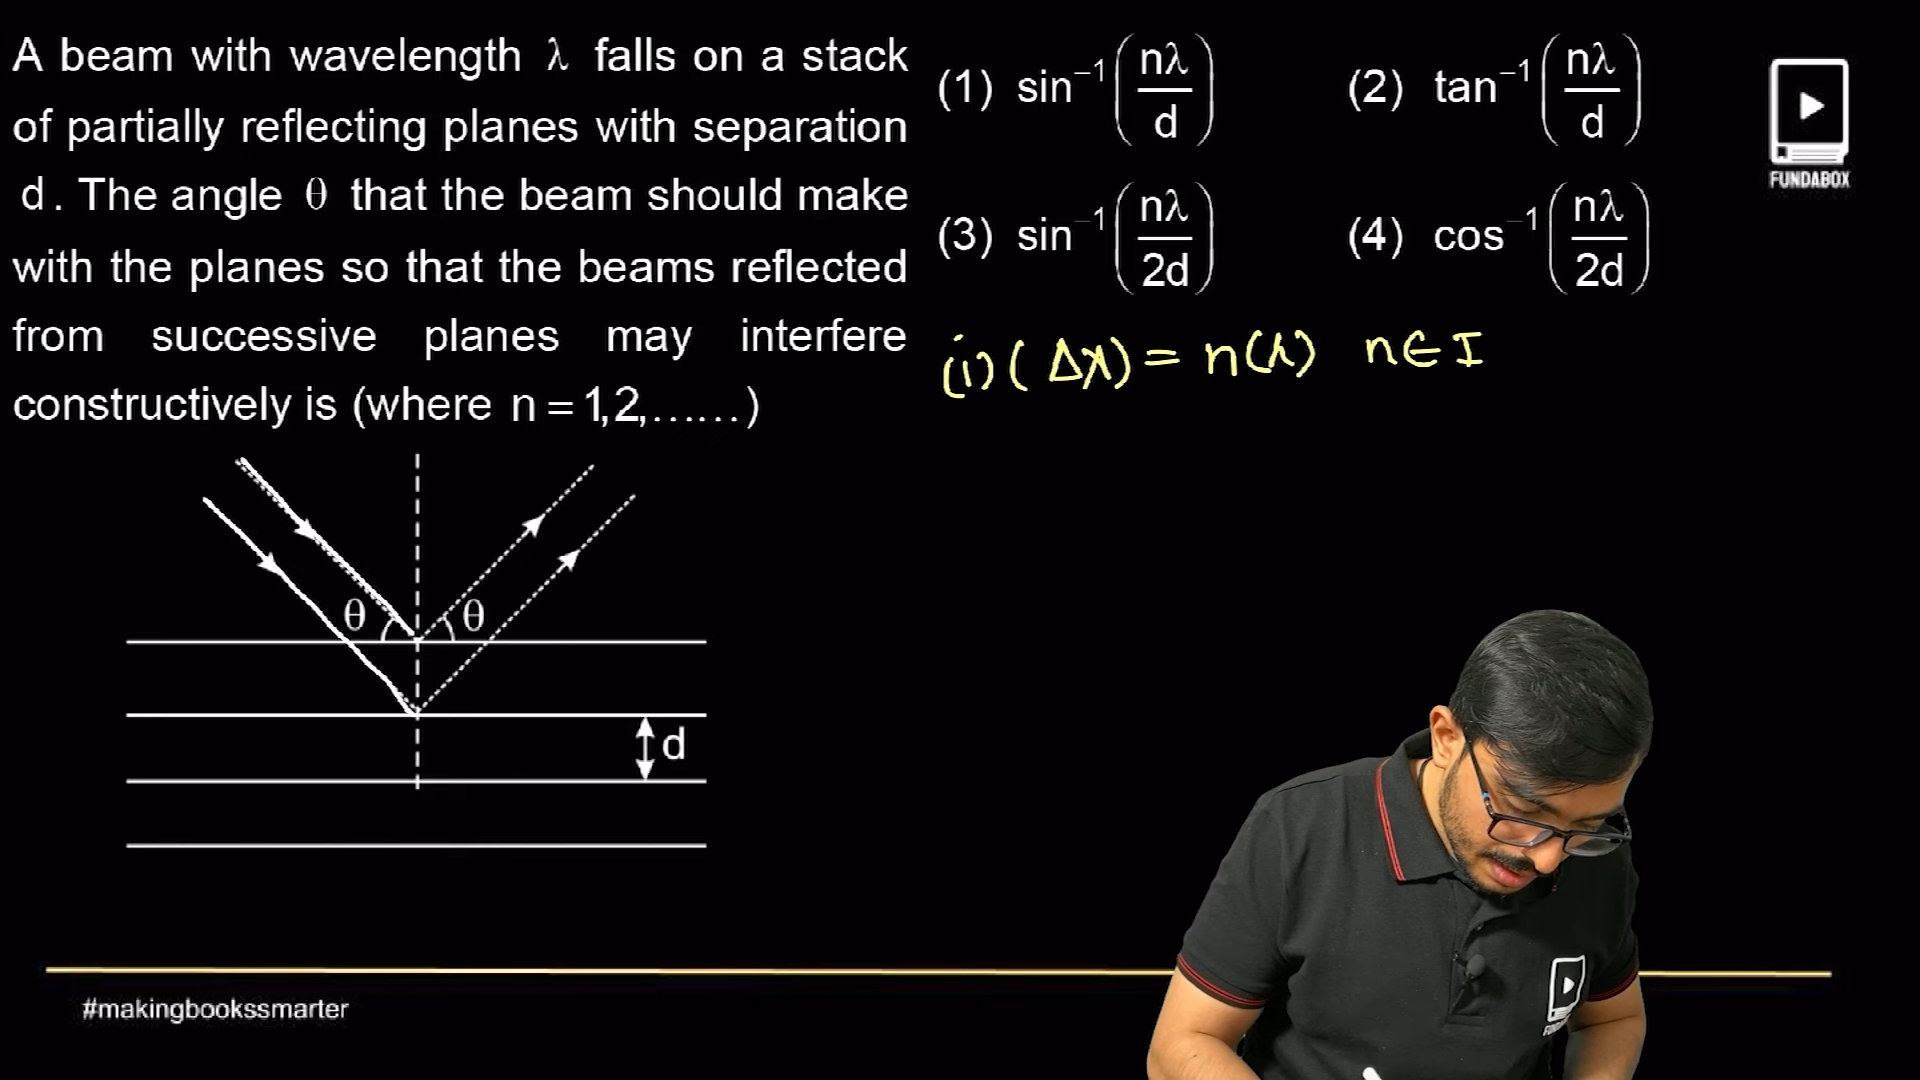 A beam with wavelength λ falls on a stack
of partially reflecting planes with separation
d. The angle θ that the beam should make
with the planes so that the beams reflected
from successive planes may interfere
constructively is (where n = 1,2,......)
(1) sin⁻¹(nλ/d) (2) tan⁻¹(nλ/d)
(3) sin⁻¹(nλ/2d) (4) cos⁻¹(nλ/2d)
(i) (Δx) = n(λ) n∈I
FUNDABOX
θ θ
d
#makingbookssmarter